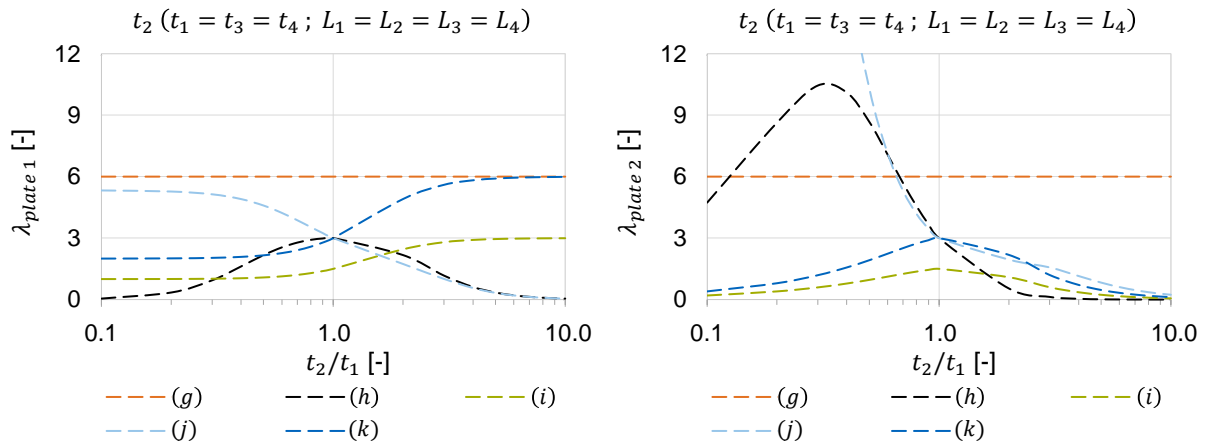 t₂ (t₁ = t₃ = t₄ ; L₁ = L₂ = L₃ = L₄)
12
9
6
3
0
λ_plate 1 [-]
0.1 1.0 10.0
t₂/t₁ [-]
(g) (h) (i)
(j) (k)
t₂ (t₁ = t₃ = t₄ ; L₁ = L₂ = L₃ = L₄)
12
9
6
3
0
λ_plate 2 [-]
0.1 1.0 10.0
t₂/t₁ [-]
(g) (h) (i)
(j) (k)